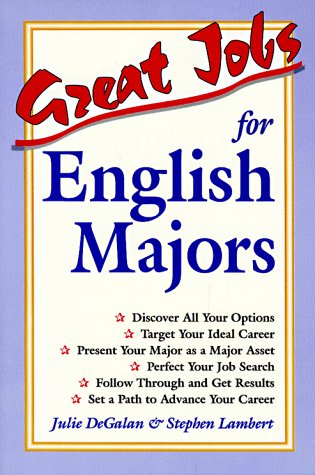 Great Jobs
for
English
Majors
☆ Discover All Your Options
☆ Target Your Ideal Career
☆ Present Your Major as a Major Asset
☆ Perfect Your Job Search
☆ Follow Through and Get Results
☆ Set a Path to Advance Your Career
Julie DeGalan & Stephen Lambert